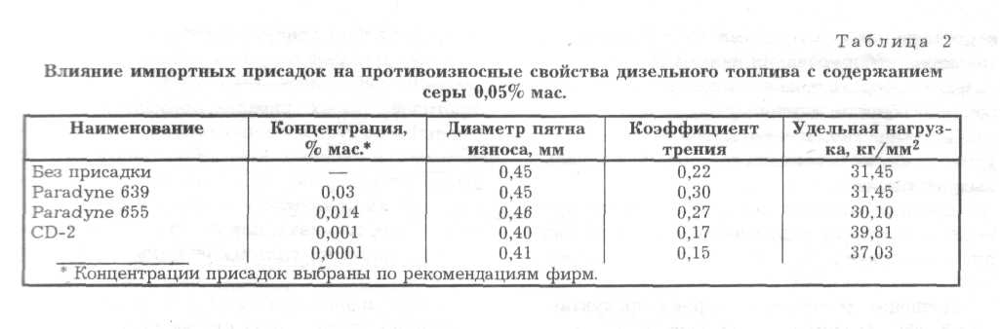 Таблица 2
Влияние импортных присадок на противоизносные свойства дизельного топлива с содержанием
серы 0,05% мас.
Наименование Концентрация, Диаметр пятна Коэффициент Удельная нагруз-
% мас.* износа, мм трения ка, кг/мм²
Без присадки — 0,45 0,22 31,45
Paradyne 639 0,03 0,45 0,30 31,45
Paradyne 655 0,014 0,46 0,27 30,10
CD-2 0,001 0,40 0,17 39,81
0,0001 0,41 0,15 37,03
* Концентрации присадок выбраны по рекомендациям фирм.